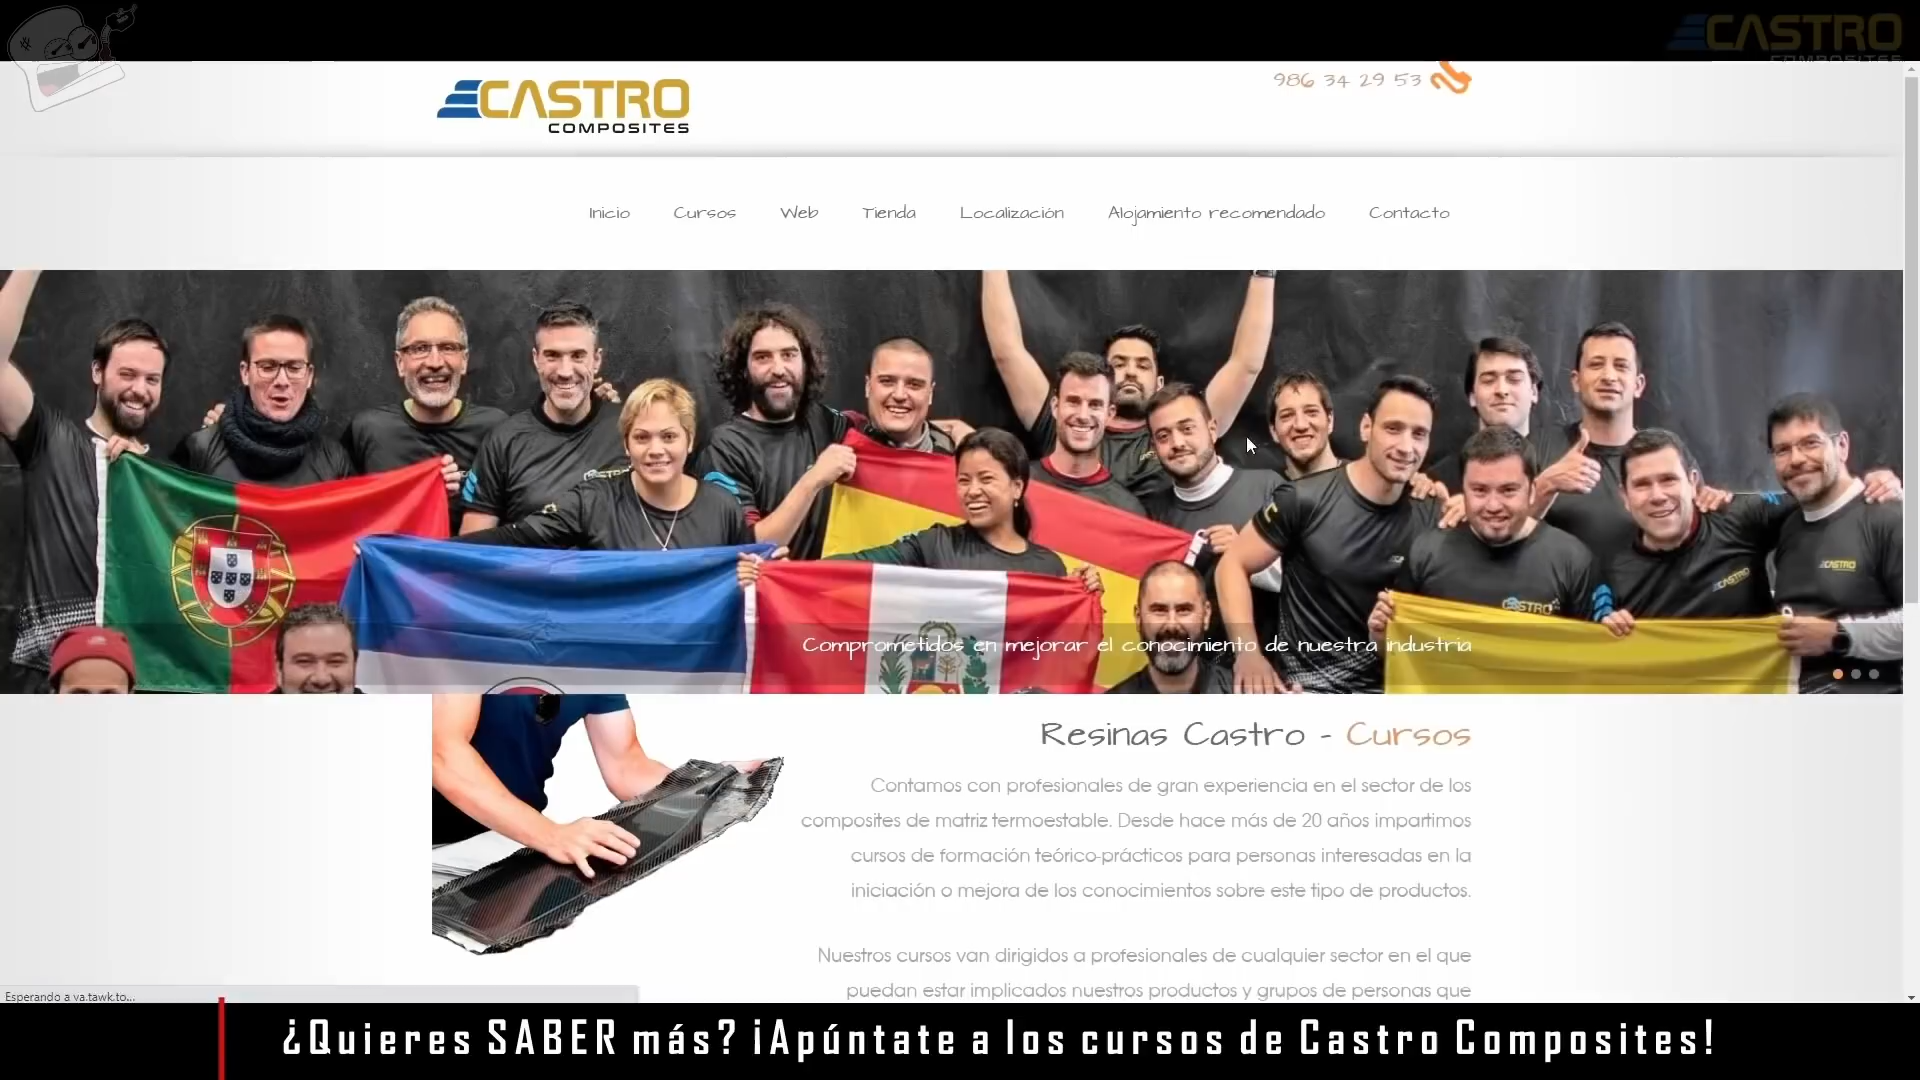 CASTRO
COMPOSITES
CASTRO
COMPOSITES
986 34 29 53
Inicio Cursos Web Tienda Localización Alojamiento recomendado Contacto
CASTRO
CASTRO
CASTRO
Comprometidos en mejorar el conocimiento de nuestra industria
Resinas Castro - Cursos
Contamos con profesionales de gran experiencia en el sector de los
composites de matriz termoestable. Desde hace más de 20 años impartimos
cursos de formación teórico-prácticos para personas interesadas en la
iniciación o mejora de los conocimientos sobre este tipo de productos.
Nuestros cursos van dirigidos a profesionales de cualquier sector en el que
puedan estar implicados nuestros productos y grupos de personas que
Esperando a va.tawk.to...
¿Quieres SABER más? ¡Apúntate a los cursos de Castro Composites!